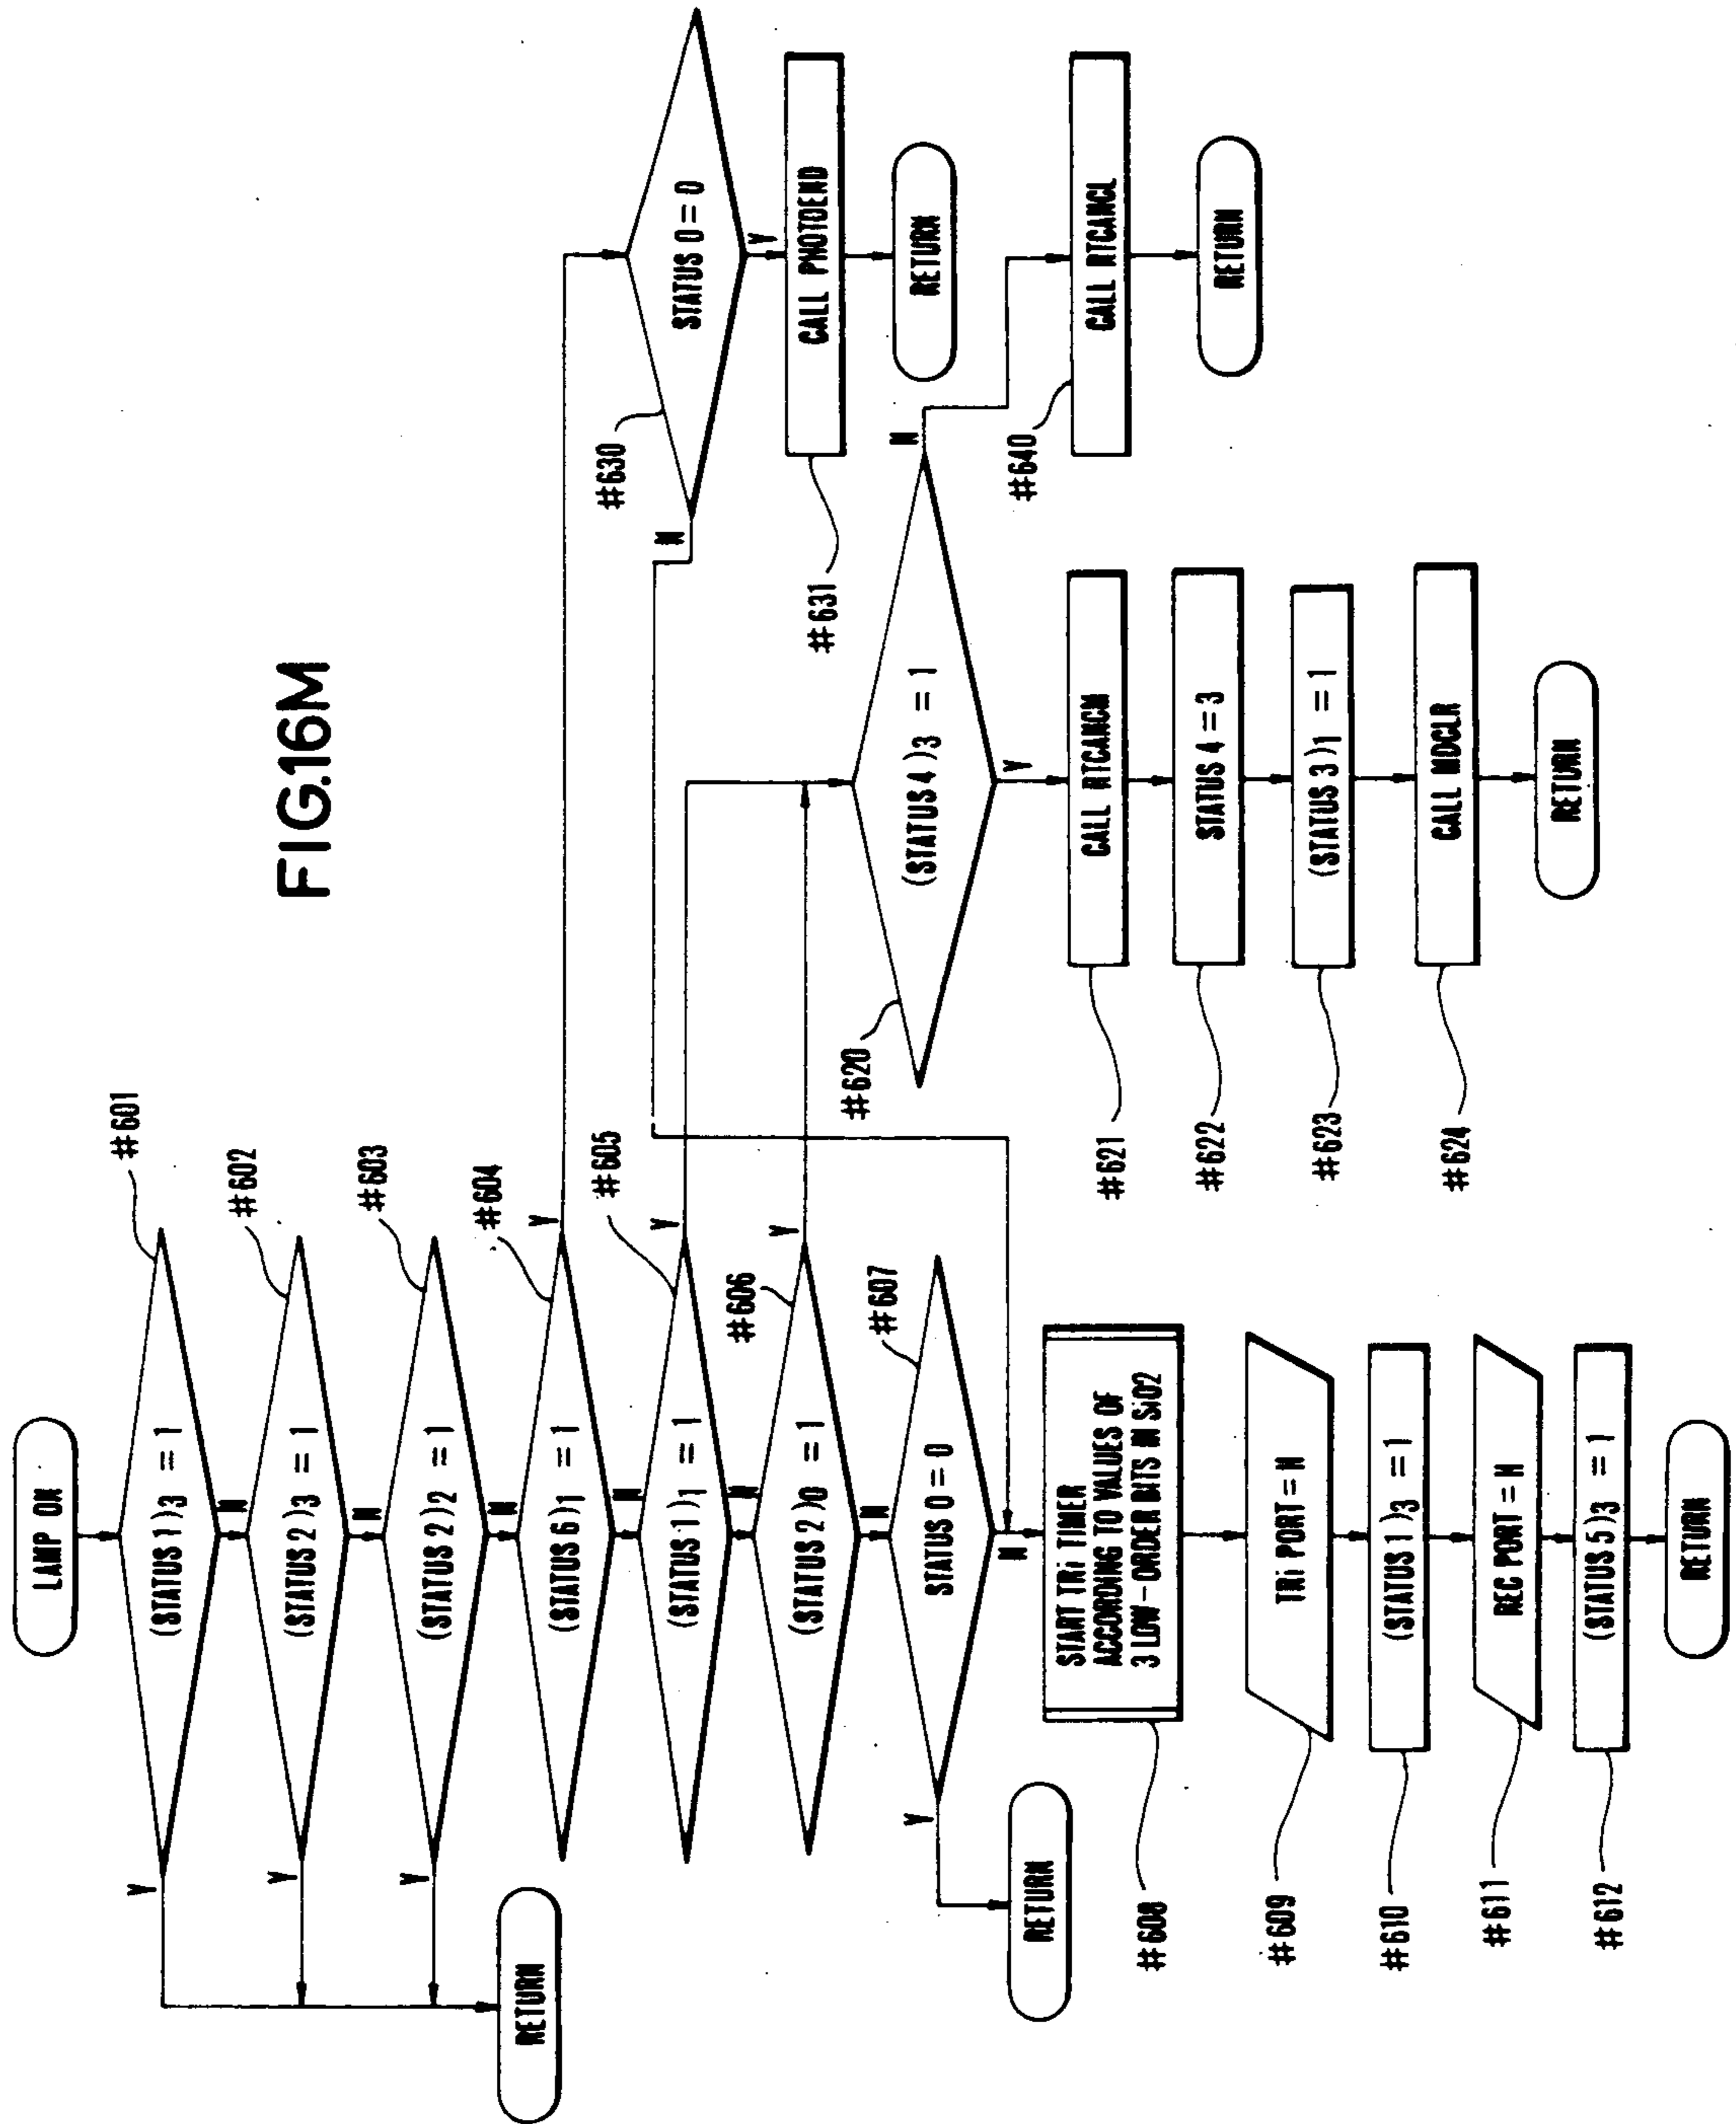 FIG.16M
LAMP ON
(STATUS 1)3 = 1
#601
Y
N
(STATUS 2)3 = 1
#602
Y
N
(STATUS 2)2 = 1
#603
Y
N
RETURN
(STATUS 6)1 = 1
#604
Y
N
(STATUS 1)1 = 1
#605
Y
N
(STATUS 2)0 = 1
#606
Y
N
STATUS 0 = 0
#607
Y
N
RETURN
START TRi TIMER
ACCORDING TO VALUES OF
3 LOW-ORDER BITS IN SiO2
#608
TRi PORT = H
#609
(STATUS 1)3 = 1
#610
REC PORT = H
#611
(STATUS 5)3 = 1
#612
RETURN
(STATUS 4)3 = 1
#620
Y
N
CALL RTCANCM
#621
STATUS 4 = 3
#622
(STATUS 3)1 = 1
#623
CALL MDCLR
#624
RETURN
STATUS 0 = 0
#630
N
Y
CALL PHOTOEND
#631
RETURN
CALL RTCANCL
#640
RETURN